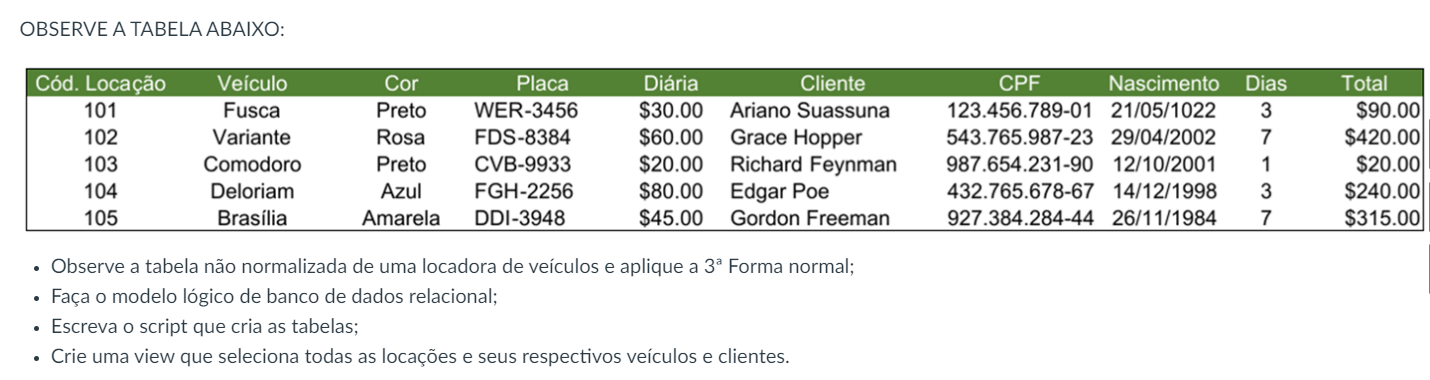 OBSERVE A TABELA ABAIXO:
Cód. Locação Veículo Cor Placa Diária Cliente CPF Nascimento Dias Total
101 Fusca Preto WER-3456 $30.00 Ariano Suassuna 123.456.789-01 21/05/1022 3 $90.00
102 Variante Rosa FDS-8384 $60.00 Grace Hopper 543.765.987-23 29/04/2002 7 $420.00
103 Comodoro Preto CVB-9933 $20.00 Richard Feynman 987.654.231-90 12/10/2001 1 $20.00
104 Deloriam Azul FGH-2256 $80.00 Edgar Poe 432.765.678-67 14/12/1998 3 $240.00
105 Brasília Amarela DDI-3948 $45.00 Gordon Freeman 927.384.284-44 26/11/1984 7 $315.00
• Observe a tabela não normalizada de uma locadora de veículos e aplique a 3ª Forma normal;
• Faça o modelo lógico de banco de dados relacional;
• Escreva o script que cria as tabelas;
• Crie uma view que seleciona todas as locações e seus respectivos veículos e clientes.